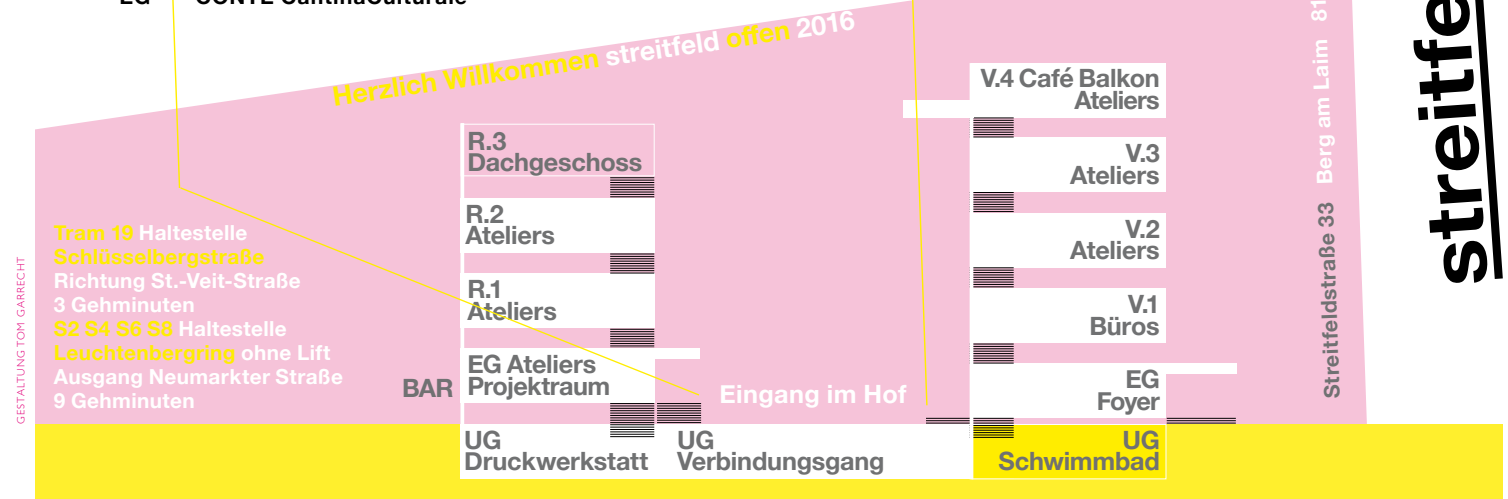 EG CONTE CantinaCulturale
Herzlich Willkommen streitfeld offen 2016
V.4 Café Balkon
Ateliers
R.3
Dachgeschoss
V.3
Ateliers
R.2
Ateliers
V.2
Ateliers
Tram 19 Haltestelle
Schlüsselbergstraße
Richtung St.-Veit-Straße
3 Gehminuten
S2 S4 S6 S8 Haltestelle
Leuchtenbergring ohne Lift
Ausgang Neumarkter Straße
9 Gehminuten
R.1
Ateliers
V.1
Büros
BAR
EG Ateliers
Projektraum
Eingang im Hof
EG
Foyer
UG
Druckwerkstatt
UG
Verbindungsgang
UG
Schwimmbad
Streitfeldstraße 33 Berg am Laim 81
streitfe
GESTALTUNG TOM GARRECHT